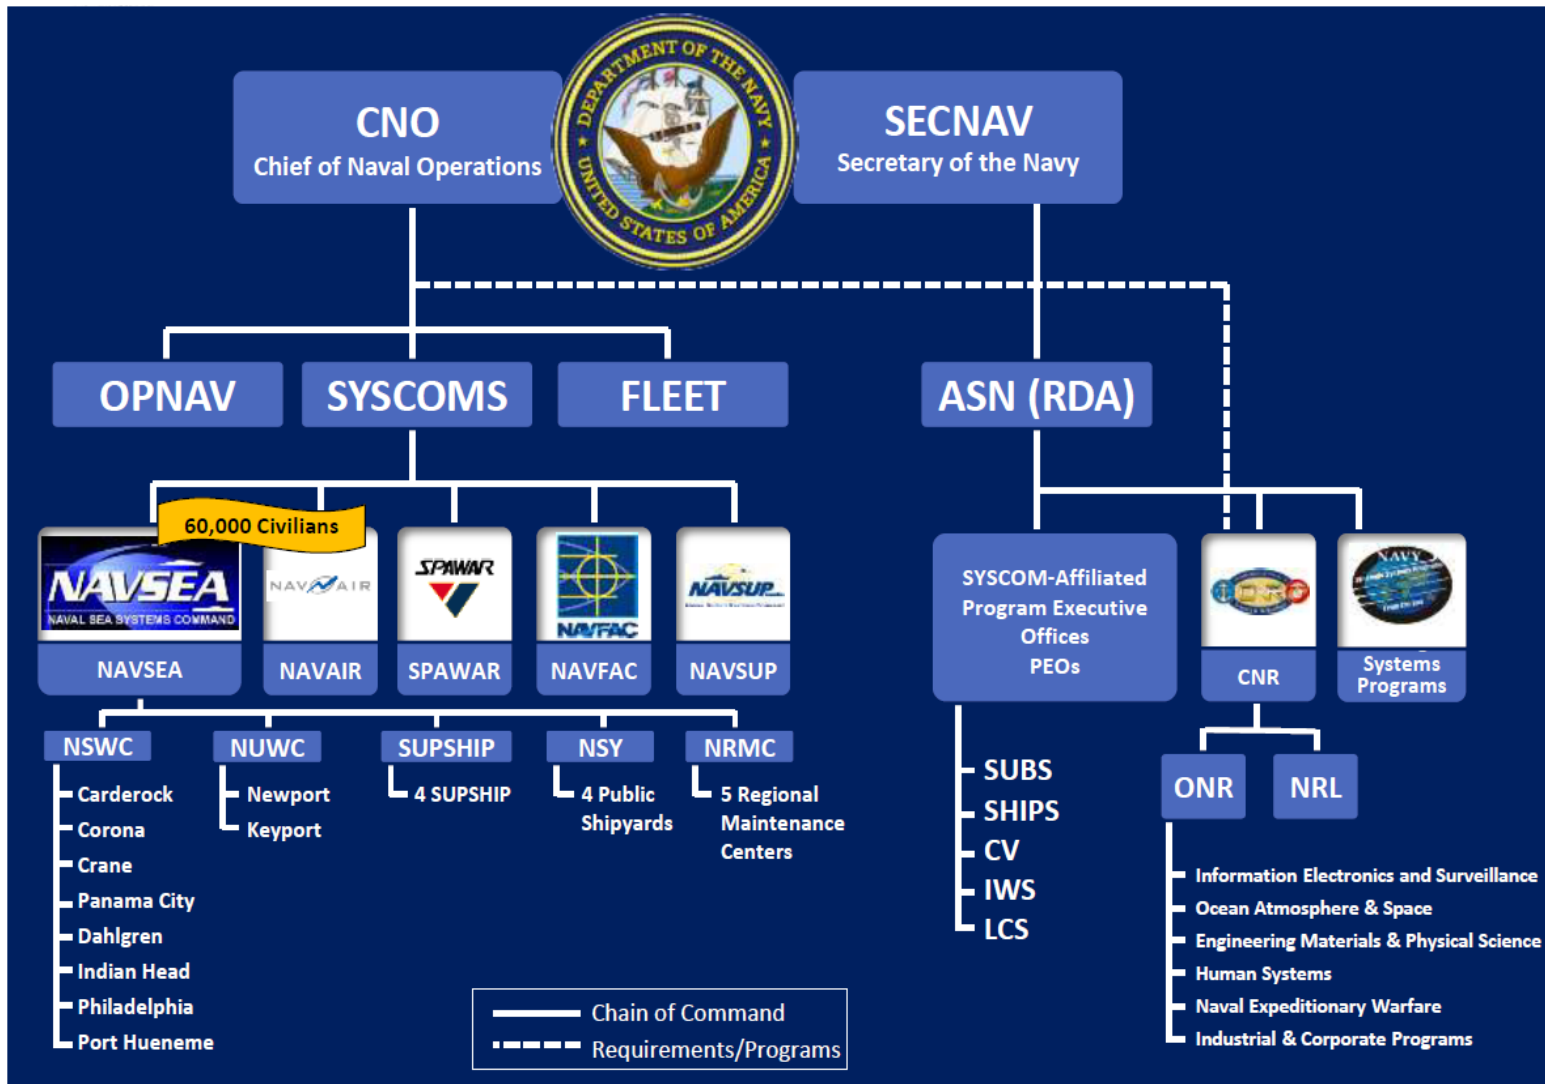 DEPARTMENT OF THE NAVY
UNITED STATES OF AMERICA
CNO
Chief of Naval Operations
SECNAV
Secretary of the Navy
OPNAV
SYSCOMS
FLEET
ASN (RDA)
60,000 Civilians
NAVSEA
NAVAL SEA SYSTEMS COMMAND
NAVAIR
SPAWAR
NAVFAC
NAVSUP
NAVY
NAVSEA
NAVAIR
SPAWAR
NAVFAC
NAVSUP
SYSCOM-Affiliated
Program Executive
Offices
PEOs
CNR
Systems
Programs
NSWC
Carderock
Corona
Crane
Panama City
Dahlgren
Indian Head
Philadelphia
Port Hueneme
NUWC
Newport
Keyport
SUPSHIP
4 SUPSHIP
NSY
4 Public
Shipyards
NRMC
5 Regional
Maintenance
Centers
SUBS
SHIPS
CV
IWS
LCS
ONR
NRL
Information Electronics and Surveillance
Ocean Atmosphere & Space
Engineering Materials & Physical Science
Human Systems
Naval Expeditionary Warfare
Industrial & Corporate Programs
Chain of Command
Requirements/Programs